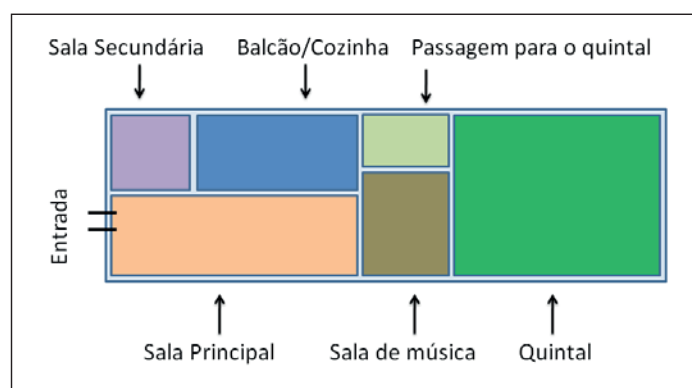 Sala Secundária
Balcão/Cozinha
Passagem para o quintal
Entrada
Sala Principal
Sala de música
Quintal